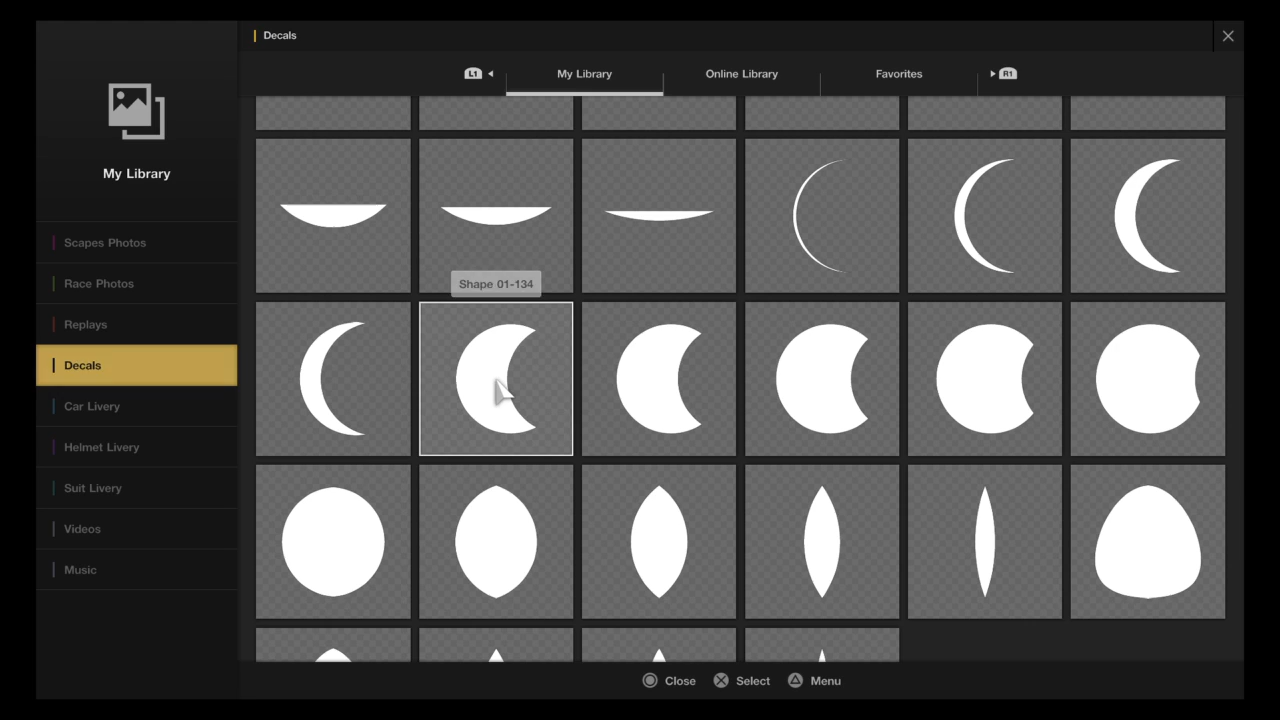 Decals
L1
My Library
Online Library
Favorites
R1
My Library
Scapes Photos
Race Photos
Replays
Decals
Car Livery
Helmet Livery
Suit Livery
Videos
Music
Shape 01-134
Close
Select
Menu